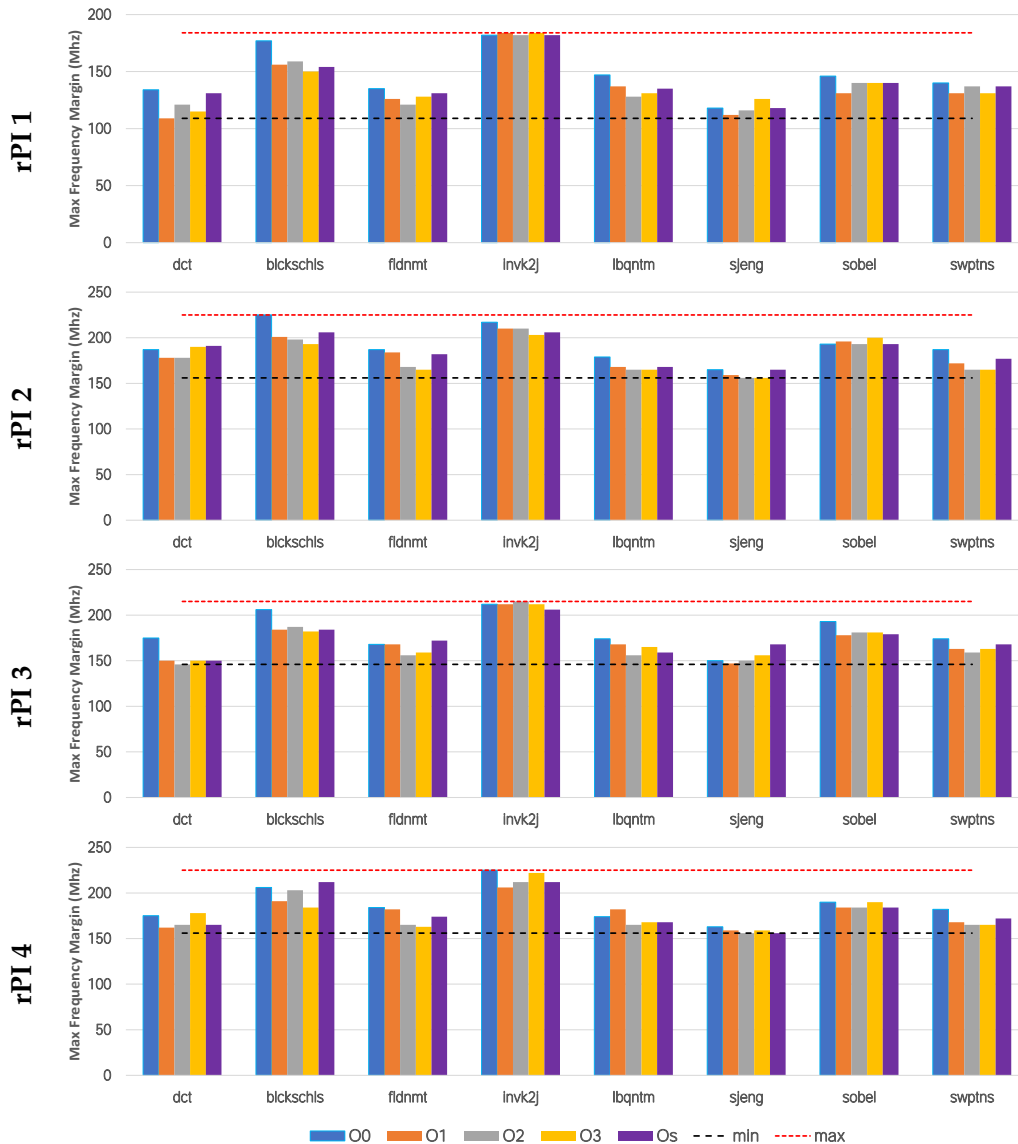 rPI 1
Max Frequency Margin (Mhz)
200
150
100
50
0
dct blckschls fldnmt invk2j lbqntm sjeng sobel swptns
rPI 2
Max Frequency Margin (Mhz)
250
200
150
100
50
0
dct blckschls fldnmt invk2j lbqntm sjeng sobel swptns
rPI 3
Max Frequency Margin (Mhz)
250
200
150
100
50
0
dct blckschls fldnmt invk2j lbqntm sjeng sobel swptns
rPI 4
Max Frequency Margin (Mhz)
250
200
150
100
50
0
dct blckschls fldnmt invk2j lbqntm sjeng sobel swptns
O0 O1 O2 O3 Os min max